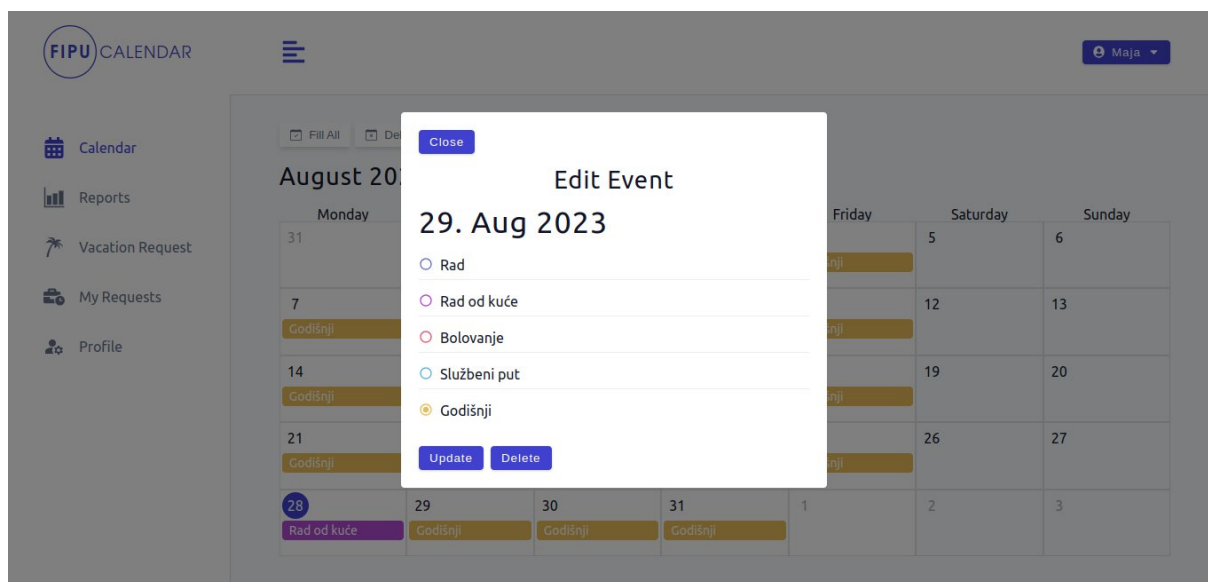 FIPU CALENDAR
Maja
Calendar
Reports
Vacation Request
My Requests
Profile
Fill All
August
Close
Edit Event
29. Aug 2023
Rad
Rad od kuće
Bolovanje
Službeni put
Godišnji
Update Delete
Monday Friday Saturday Sunday
31 5 6
7 12 13
Godišnji
14 19 20
Godišnji
21 26 27
Godišnji
28 29 30 31 1 2 3
Rad od kuće Godišnji Godišnji Godišnji